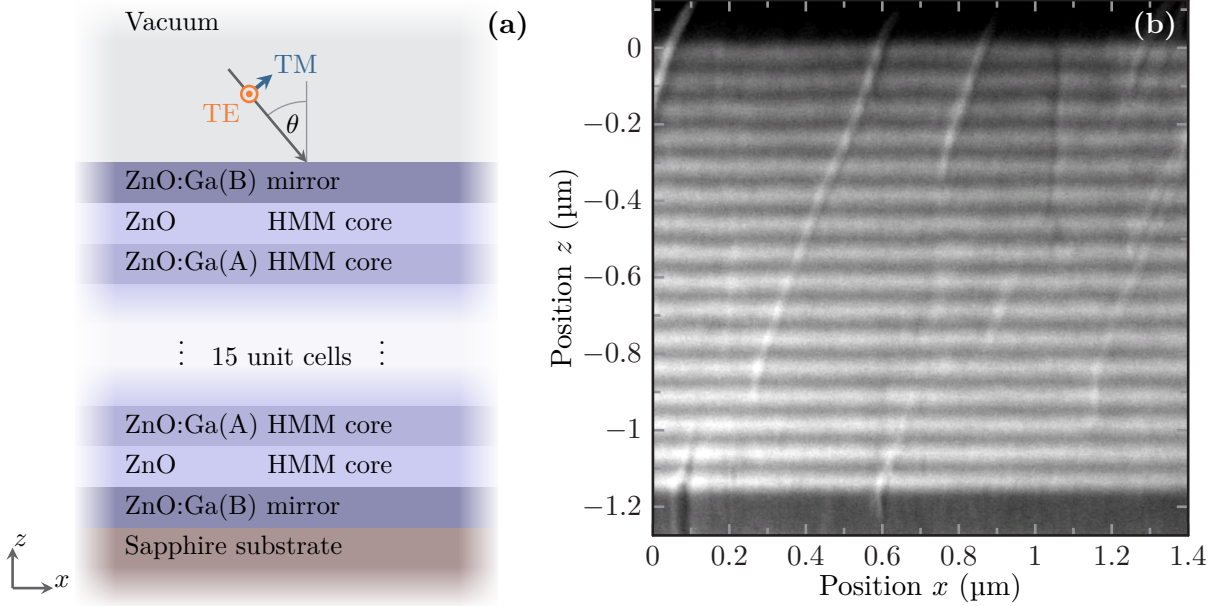 Vacuum
(a)
TM
TE
θ
ZnO:Ga(B) mirror
ZnO HMM core
ZnO:Ga(A) HMM core
⋮ 15 unit cells ⋮
ZnO:Ga(A) HMM core
ZnO HMM core
ZnO:Ga(B) mirror
Sapphire substrate
z
x
(b)
0
−0.2
−0.4
−0.6
−0.8
−1
−1.2
Position z (µm)
0 0.2 0.4 0.6 0.8 1 1.2 1.4
Position x (µm)